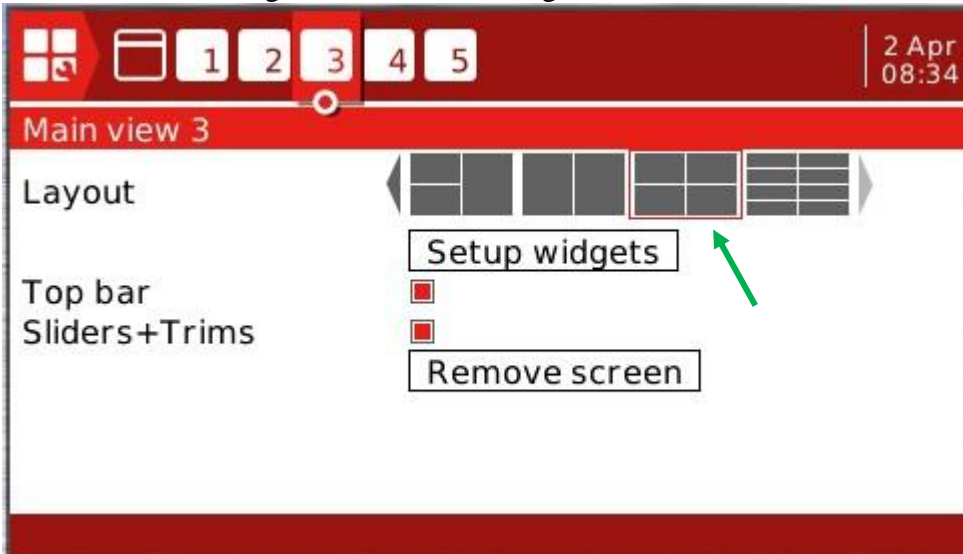 1 2 3 4 5
2 Apr
08:34
Main view 3
Layout
Setup widgets
Top bar
Sliders+Trims
Remove screen